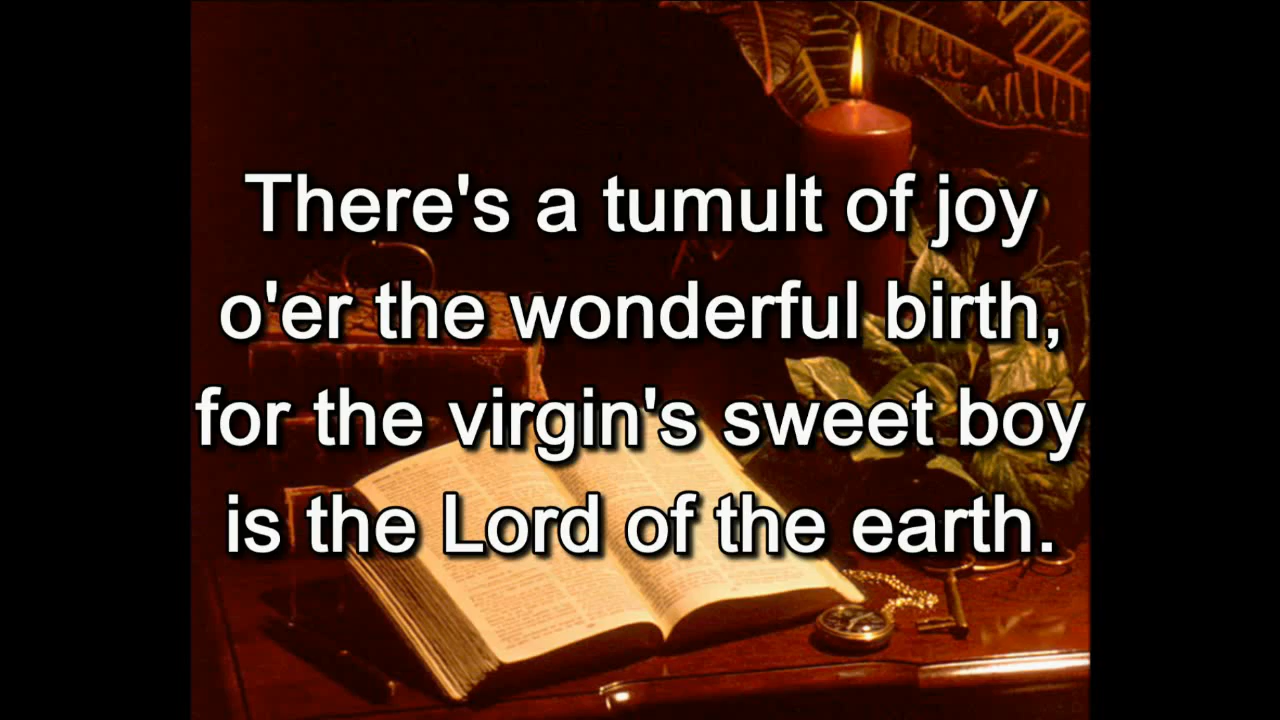 There's a tumult of joy
o'er the wonderful birth,
for the virgin's sweet boy
is the Lord of the earth.